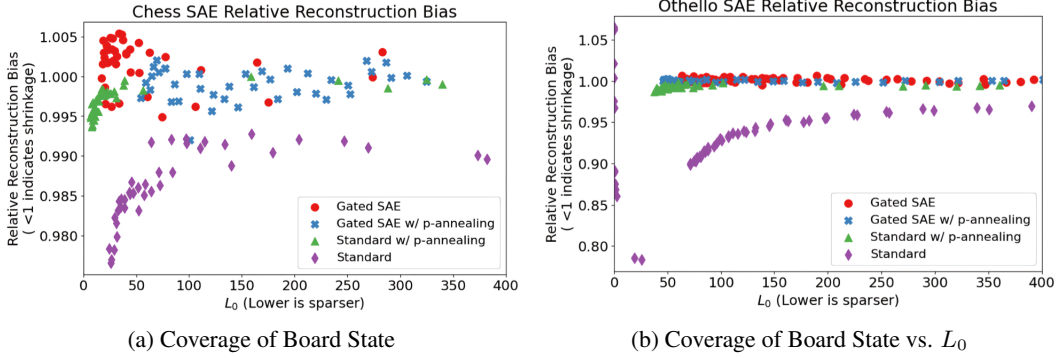 Chess SAE Relative Reconstruction Bias
Relative Reconstruction Bias
( <1 indicates shrinkage)
1.005
1.000
0.995
0.990
0.985
0.980
Gated SAE
Gated SAE w/ p-annealing
Standard w/ p-annealing
Standard
0 50 100 150 200 250 300 350 400
L₀ (Lower is sparser)
(a) Coverage of Board State
Othello SAE Relative Reconstruction Bias
Relative Reconstruction Bias
( <1 indicates shrinkage)
1.05
1.00
0.95
0.90
0.85
0.80
Gated SAE
Gated SAE w/ p-annealing
Standard w/ p-annealing
Standard
0 50 100 150 200 250 300 350 400
L₀ (Lower is sparser)
(b) Coverage of Board State vs. L₀